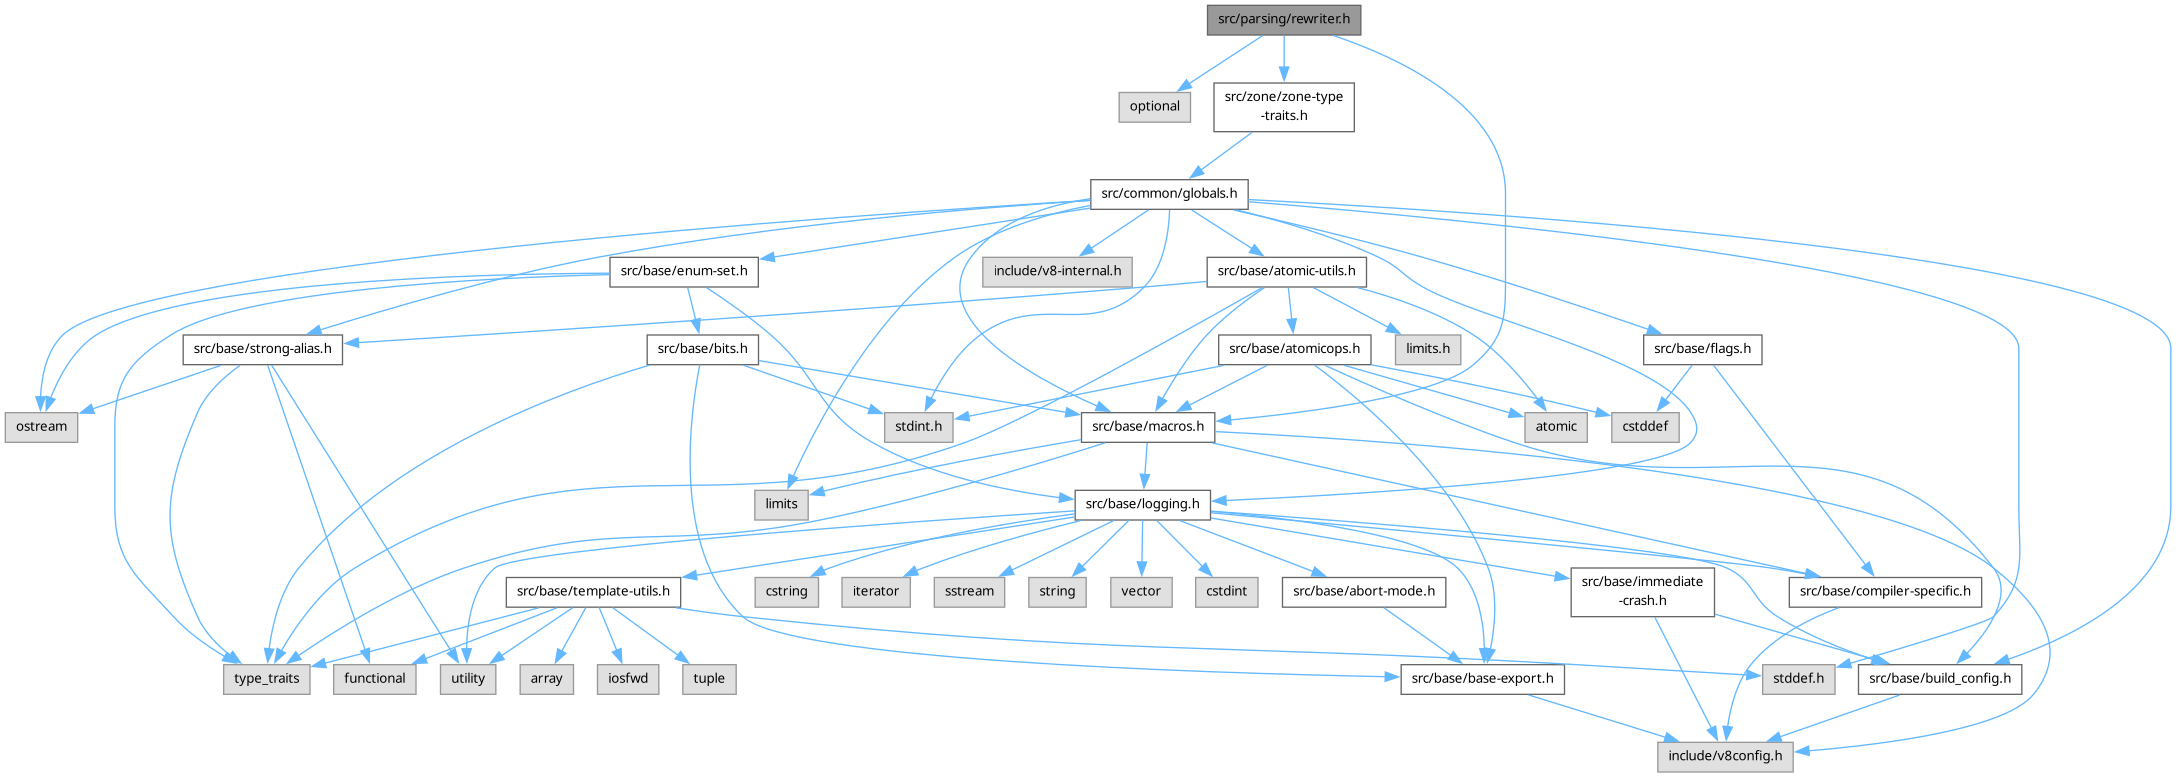 src/parsing/rewriter.h
optional
src/zone/zone-type
-traits.h
src/common/globals.h
src/base/enum-set.h
include/v8-internal.h
src/base/atomic-utils.h
src/base/strong-alias.h
src/base/bits.h
src/base/atomicops.h
limits.h
src/base/flags.h
ostream
stdint.h
src/base/macros.h
atomic
cstddef
limits
src/base/logging.h
src/base/template-utils.h
cstring
iterator
sstream
string
vector
cstdint
src/base/abort-mode.h
src/base/immediate
-crash.h
src/base/compiler-specific.h
type_traits
functional
utility
array
iosfwd
tuple
src/base/base-export.h
stddef.h
src/base/build_config.h
include/v8config.h